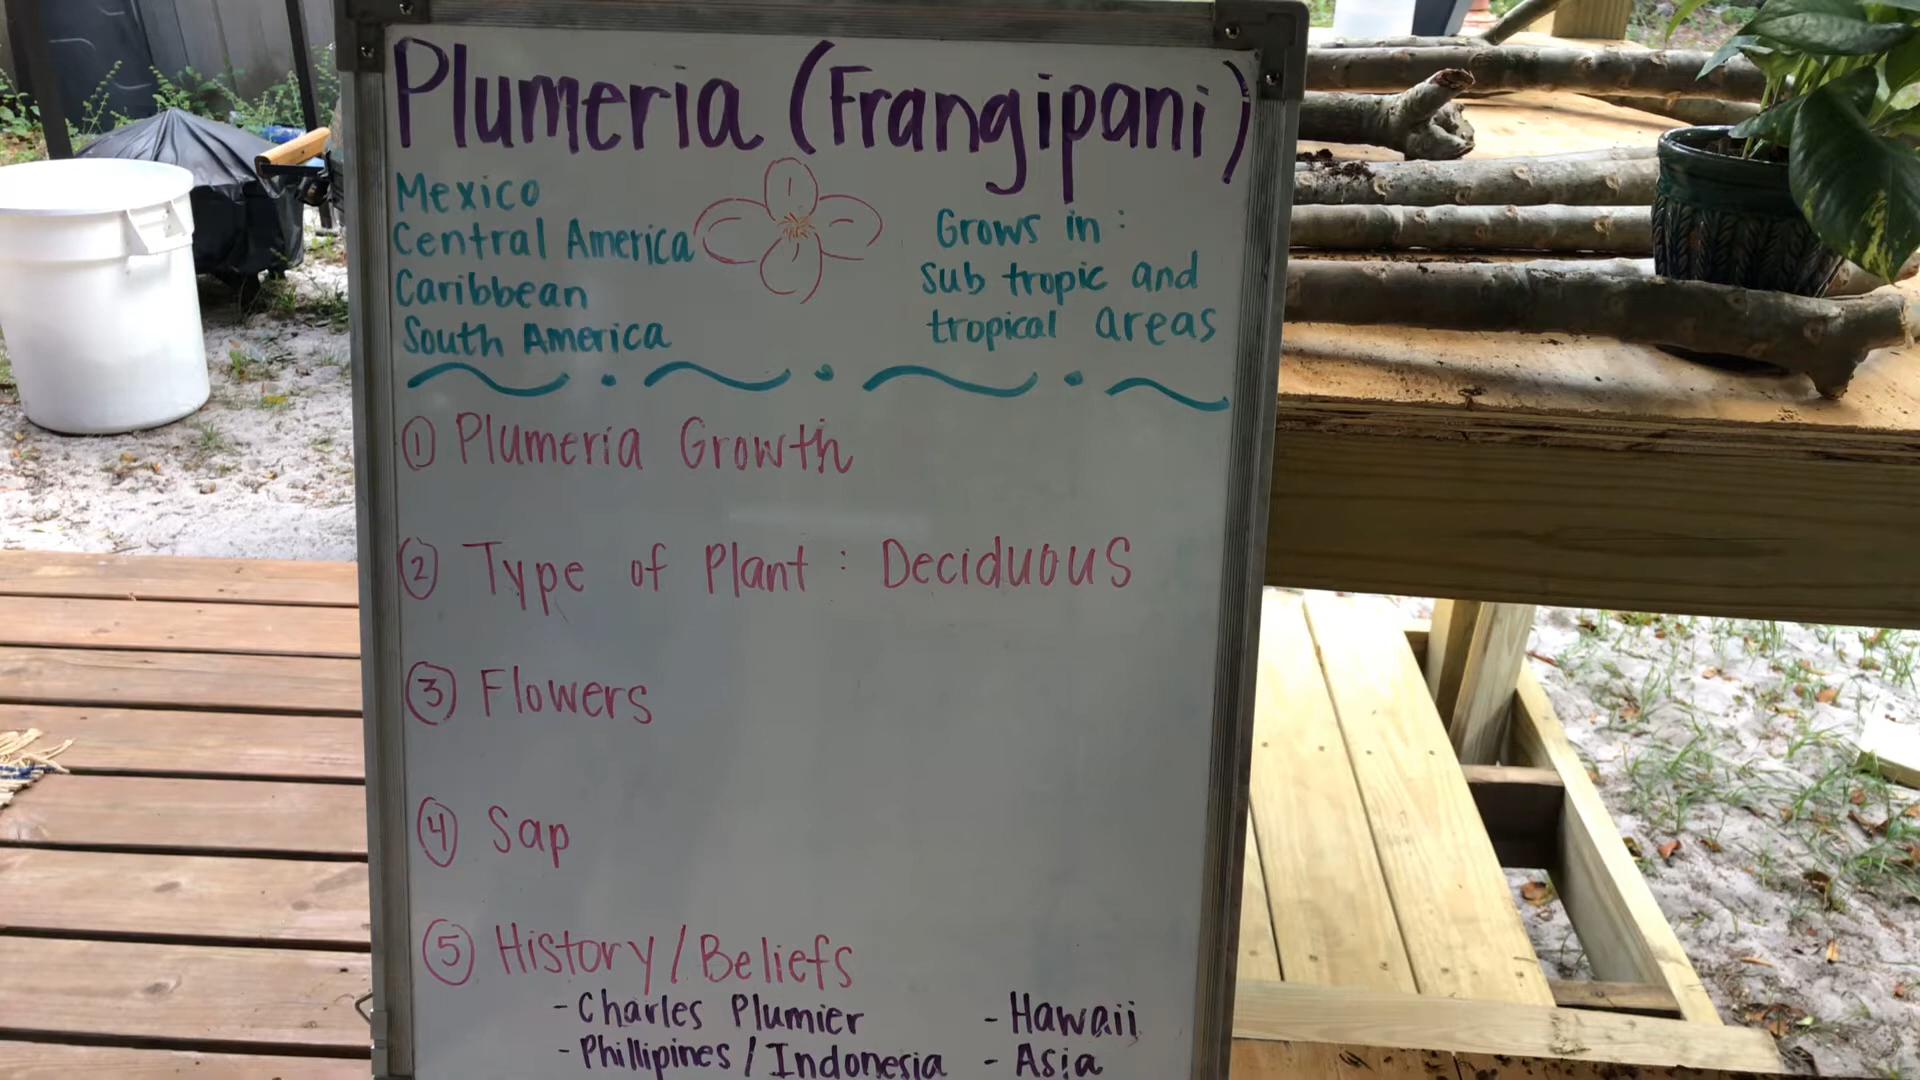 Plumeria (Frangipani)
Mexico
Central America
Caribbean
South America
Grows in:
Sub tropic and
tropical areas
① Plumeria Growth
② Type of Plant: Deciduous
③ Flowers
④ Sap
⑤ History/Beliefs
- Charles Plumier
- Phillipines/Indonesia
- Hawaii
- Asia